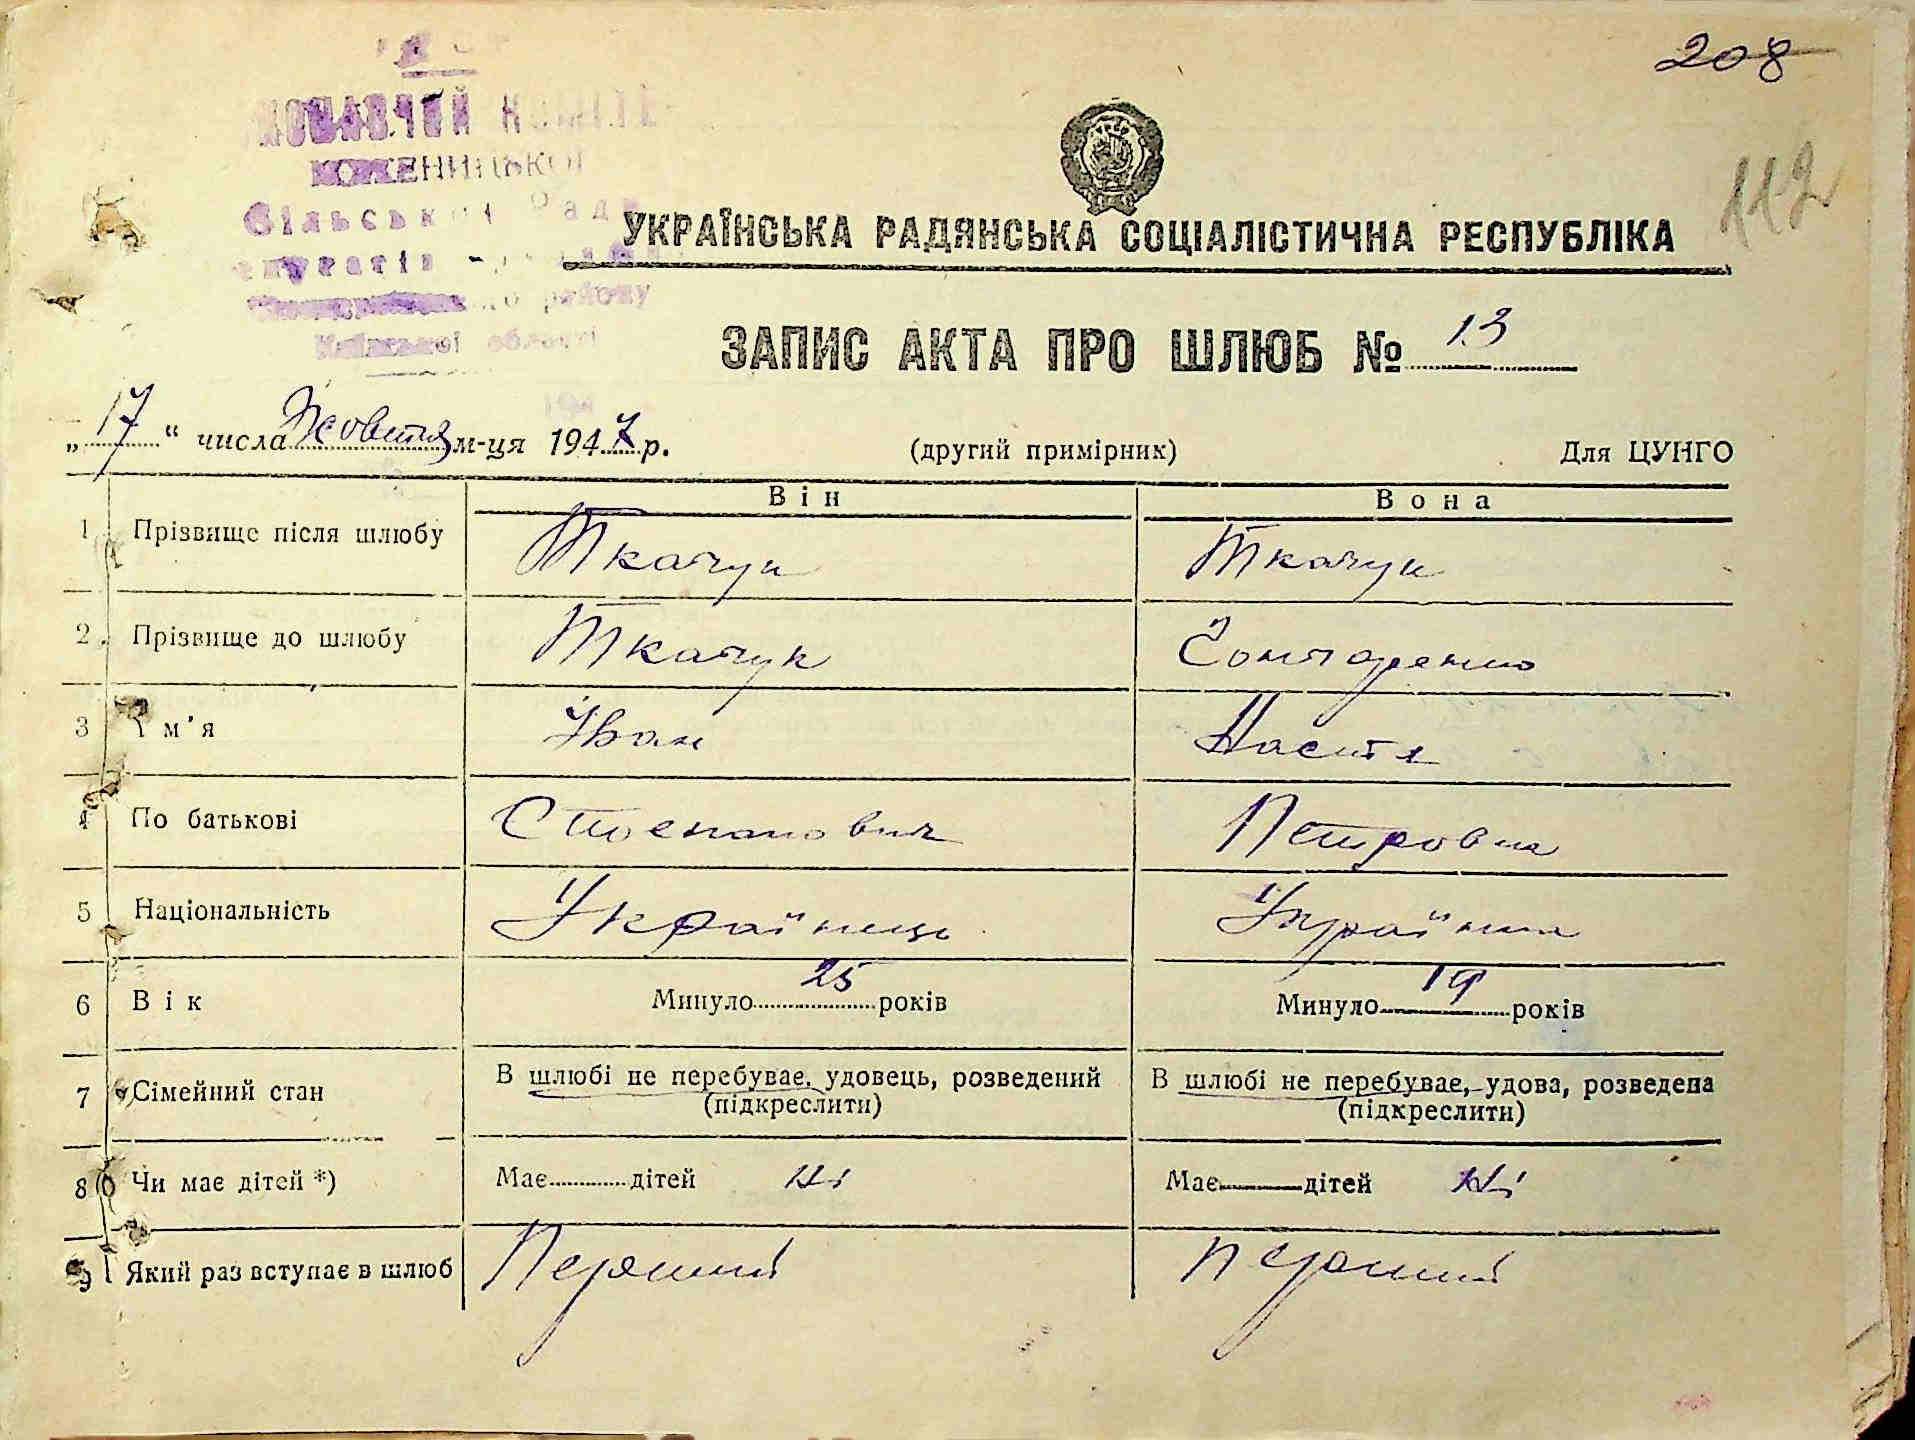 208
112
КОЖЕНИЦЬКОЇ
Сільської Ради
району
Київської області
УКРАЇНСЬКА РАДЯНСЬКА СОЦІАЛІСТИЧНА РЕСПУБЛІКА
ЗАПИС АКТА ПРО ШЛЮБ № 13
„17“ числа Жовтня м-ця 1947 р. (другий примірник) Для ЦУНГО
Він Вона
1 Прізвище після шлюбу Ткачук Ткачук
2 Прізвище до шлюбу Ткачук Гончаренко
3 Ім’я Іван Настя
4 По батькові Стиепанович Петровна
5 Національність Українець Українка
6 Вік Минуло 25 років Минуло 19 років
7 Сімейний стан В шлюбі не перебуває, удовець, розведений В шлюбі не перебуває, удова, розведена
(підкреслити) (підкреслити)
8 Чи має дітей *) Має дітей ні Має дітей ні
9 Який раз вступає в шлюб Перший Перший